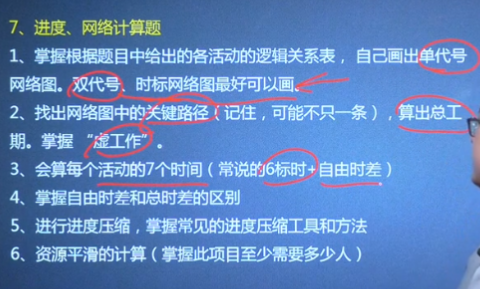 7、进度、网络计算题
1、掌握根据题目中给出的各活动的逻辑关系表，自己画出单代号
网络图。双代号、时标网络图最好可以画。
2、找出网络图中的关键路径（记住，可能不只一条），算出总工
期。掌握“虚工作”。
3、会算每个活动的7个时间（常说的6标时+自由时差）
4、掌握自由时差和总时差的区别
5、进行进度压缩，掌握常见的进度压缩工具和方法
6、资源平滑的计算（掌握此项目至少需要多少人）